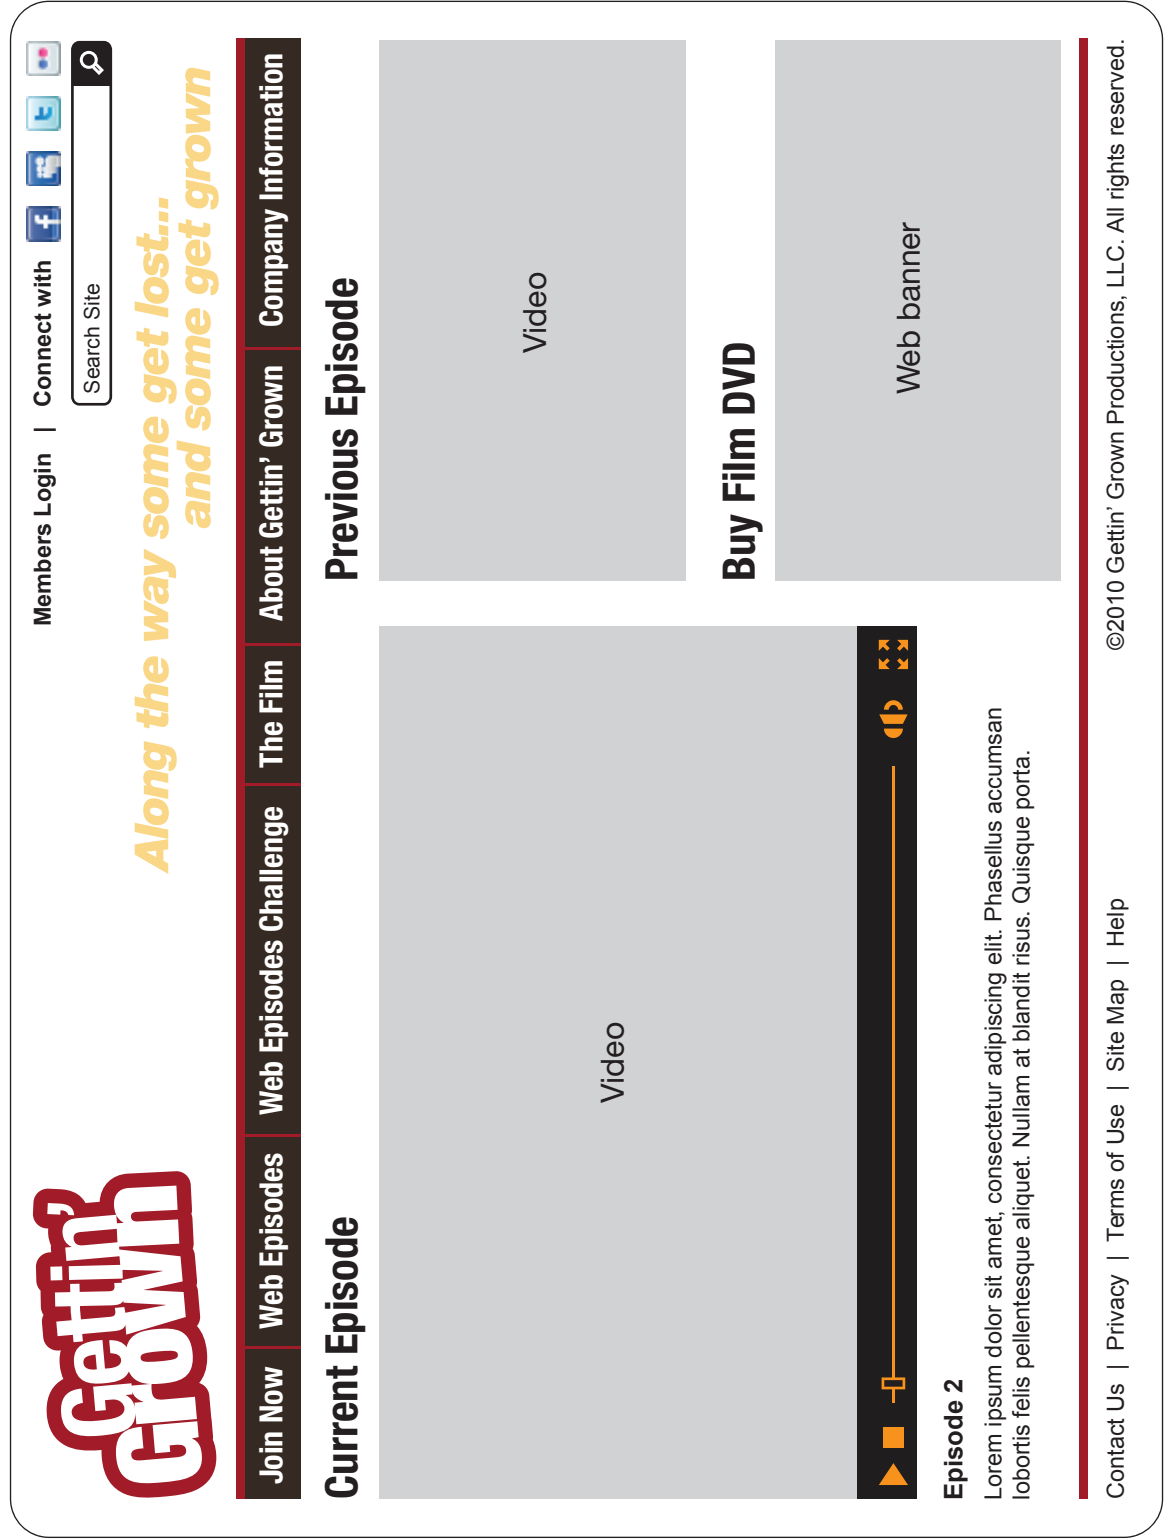 Gettin'
Grown
Members Login | Connect with
Search Site
Along the way some get lost...
and some get grown
Join Now
Web Episodes
Web Episodes Challenge
The Film
About Gettin’ Grown
Company Information
Current Episode
Video
Episode 2
Lorem ipsum dolor sit amet, consectetur adipiscing elit. Phasellus accumsan
lobortis felis pellentesque aliquet. Nullam at blandit risus. Quisque porta.
Previous Episode
Video
Buy Film DVD
Web banner
Contact Us | Privacy | Terms of Use | Site Map | Help
©2010 Gettin’ Grown Productions, LLC. All rights reserved.